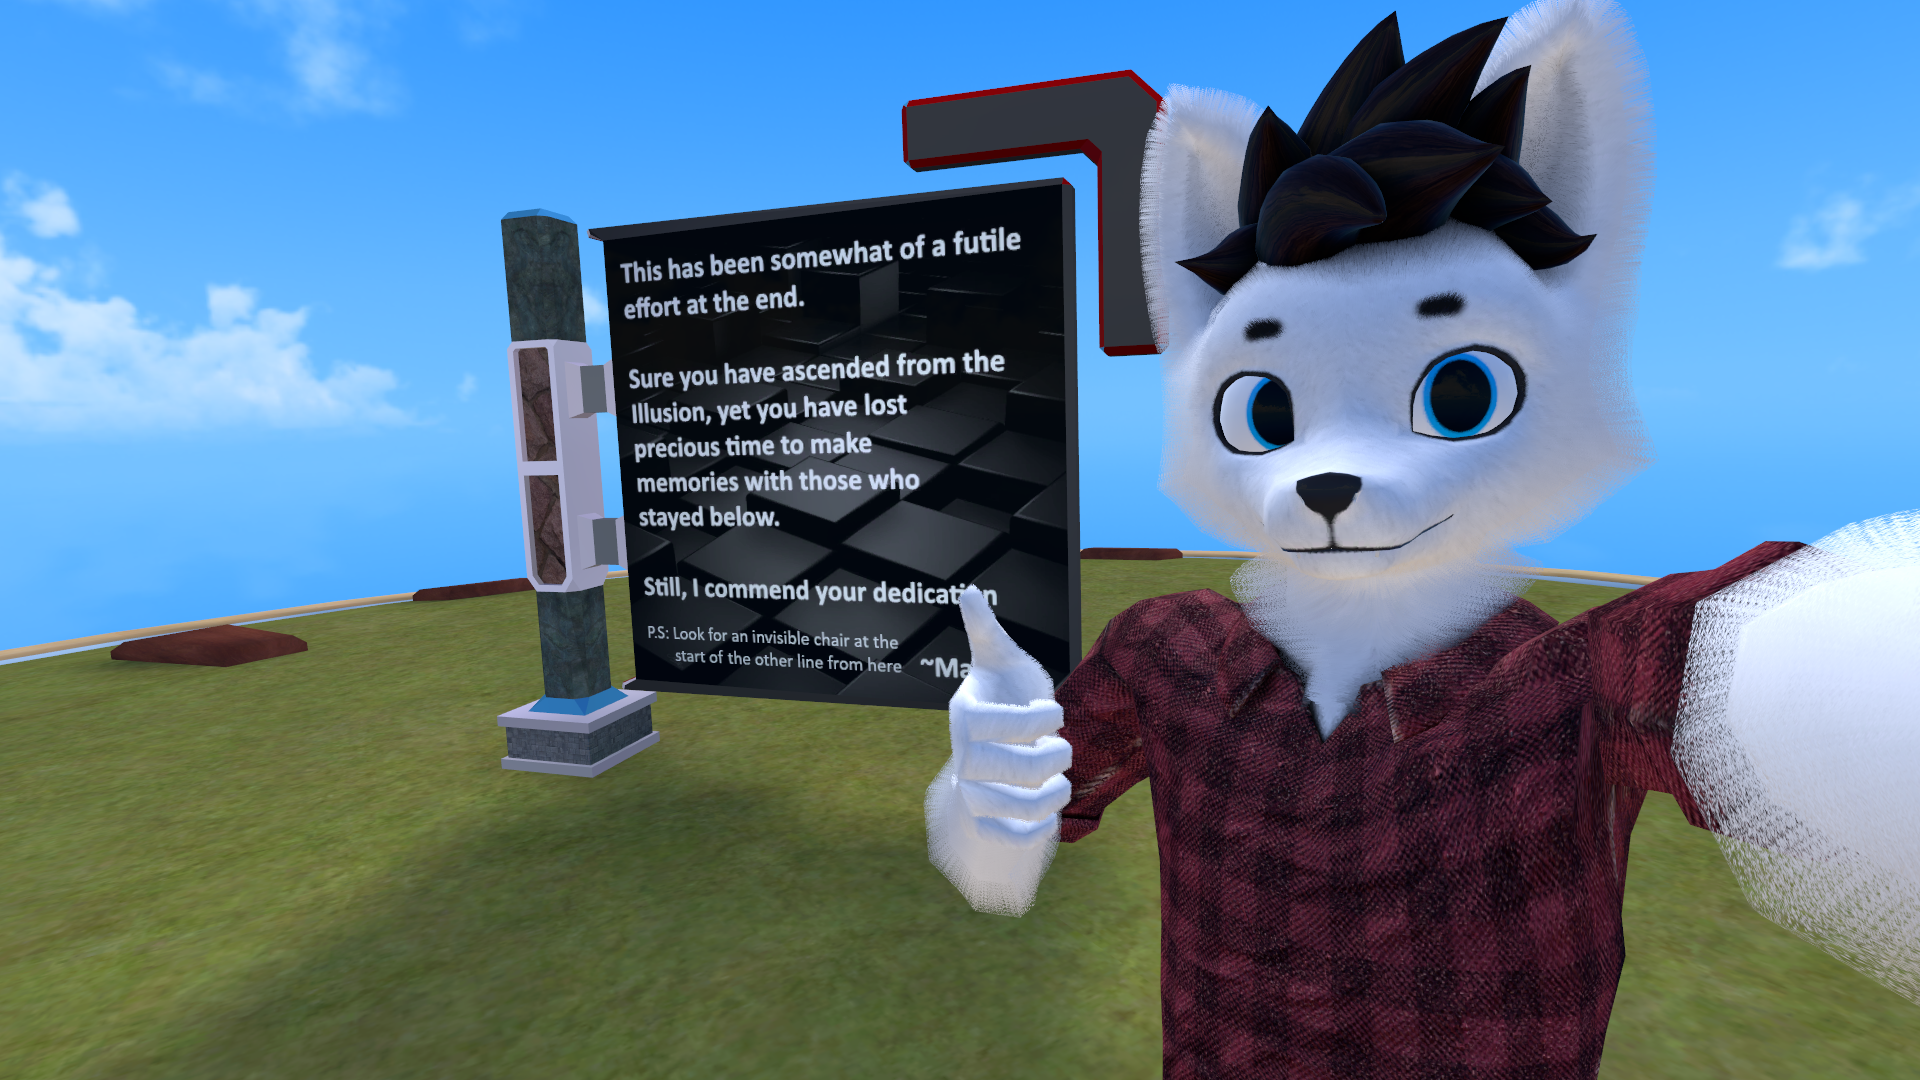 This has been somewhat of a futile
effort at the end.
Sure you have ascended from the
Illusion, yet you have lost
precious time to make
memories with those who
stayed below.
Still, I commend your dedication
P.S: Look for an invisible chair at the
start of the other line from here